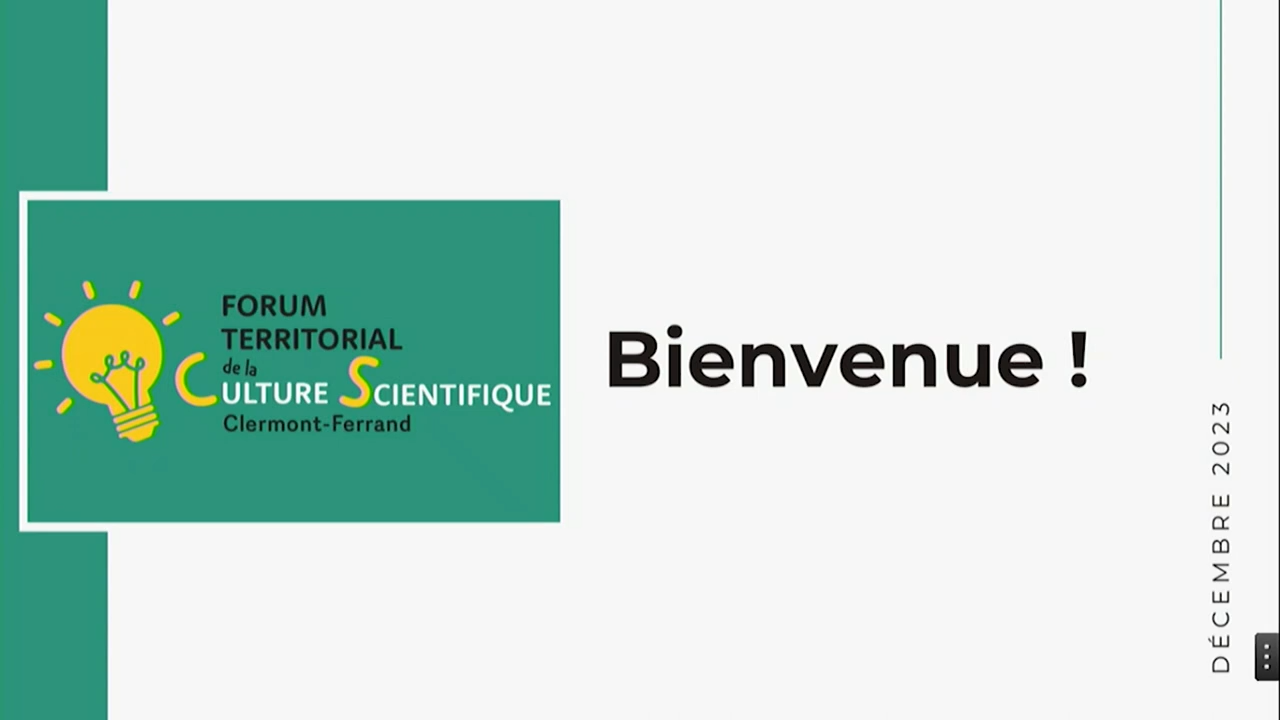 FORUM
TERRITORIAL
de la
CULTURE SCIENTIFIQUE
Clermont-Ferrand
Bienvenue !
DÉCEMBRE 2023